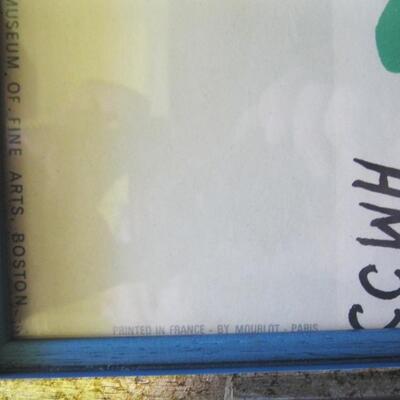 MUSEUM. OF. FINE ARTS. BOSTON
PRINTED IN FRANCE - BY MOURLOT - PARIS